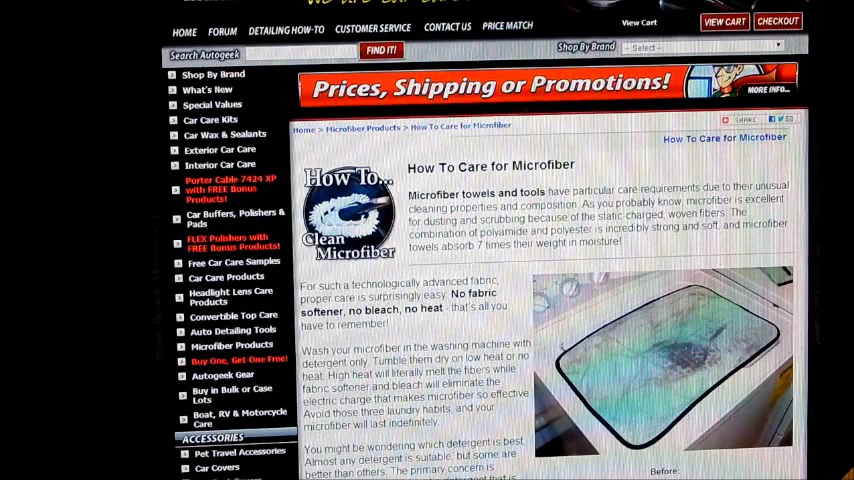 HOME FORUM DETAILING HOW-TO CUSTOMER SERVICE CONTACT US PRICE MATCH
View Cart
VIEW CART
CHECKOUT
Search Autogeek
FIND IT!
Shop By Brand
-- Select --
Shop By Brand
What's New
Special Values
Car Care Kits
Car Wax & Sealants
Exterior Car Care
Interior Car Care
Porter Cable 7424 XP
with FREE Bonus
Products!
Car Buffers, Polishers &
Pads
FLEX Polishers with
FREE Bonus Products!
Free Car Care Samples
Car Care Products
Headlight Lens Care
Products
Convertible Top Care
Auto Detailing Tools
Microfiber Products
Buy One, Get One Free!
Autogeek Gear
Buy in Bulk or Case
Lots
Boat, RV & Motorcycle
Care
ACCESSORIES
Pet Travel Accessories
Car Covers
Prices, Shipping or Promotions!
MORE INFO...
Home > Microfiber Products > How To Care for Microfiber
SHARE
How To Care for Microfiber
How To...
Clean
Microfiber
How To Care for Microfiber
Microfiber towels and tools have particular care requirements due to their unusual
cleaning properties and composition. As you probably know, microfiber is excellent
for dusting and scrubbing because of the static-charged, woven fibers. The
combination of polyamide and polyester is incredibly strong and soft, and microfiber
towels absorb 7 times their weight in moisture!
For such a technologically advanced fabric,
proper care is surprisingly easy. No fabric
softener, no bleach, no heat - that's all you
have to remember!
Wash your microfiber in the washing machine with
detergent only. Tumble them dry on low heat or no
heat. High heat will literally melt the fibers while
fabric softener and bleach will eliminate the
electric charge that makes microfiber so effective.
Avoid those three laundry habits, and your
microfiber will last indefinitely.
You might be wondering which detergent is best.
Almost any detergent is suitable, but some are
better than others. The primary concern is
Before: